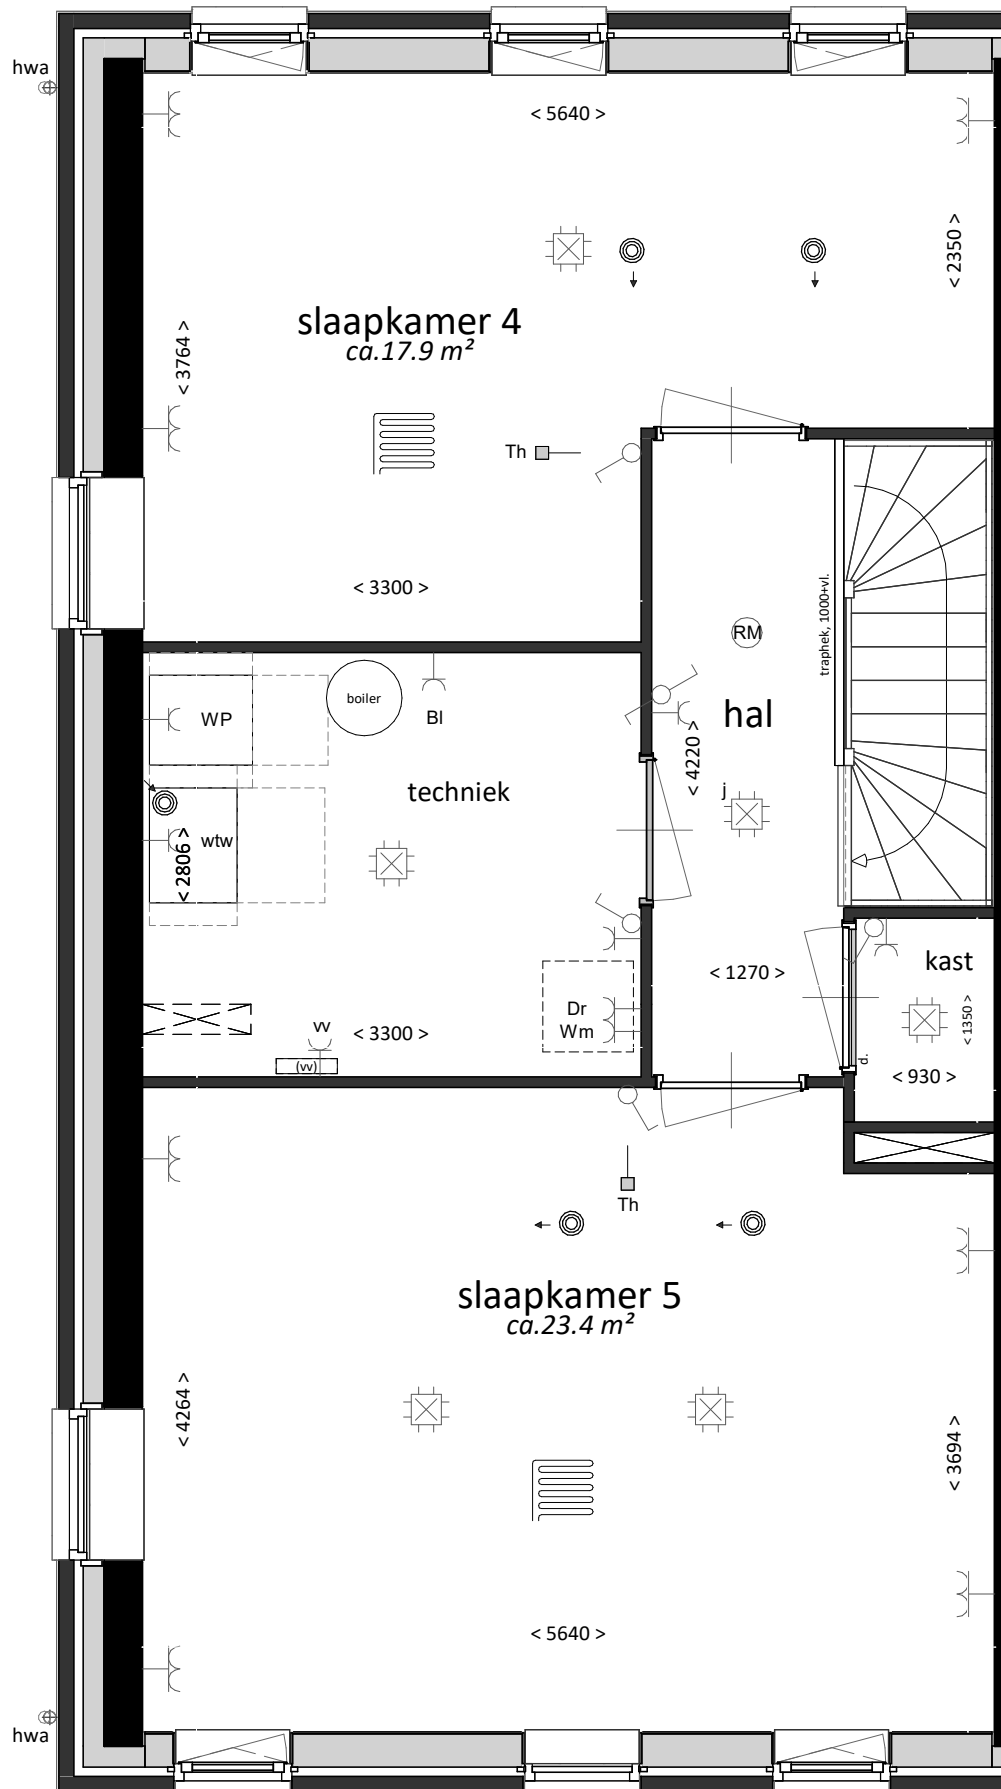 hwa
< 5640 >
< 2350 >
slaapkamer 4
ca.17.9 m²
< 3764 >
Th
< 3300 >
traphek, 1000+vl.
RM
boiler
WP
BI
hal
< 4220 >
techniek
j
wtw
< 2806 >
kast
< 1270 >
Dr
Wm
vv
< 3300 >
(vv)
< 1350 >
d.
< 930 >
Th
slaapkamer 5
ca.23.4 m²
< 4264 >
< 3694 >
< 5640 >
hwa